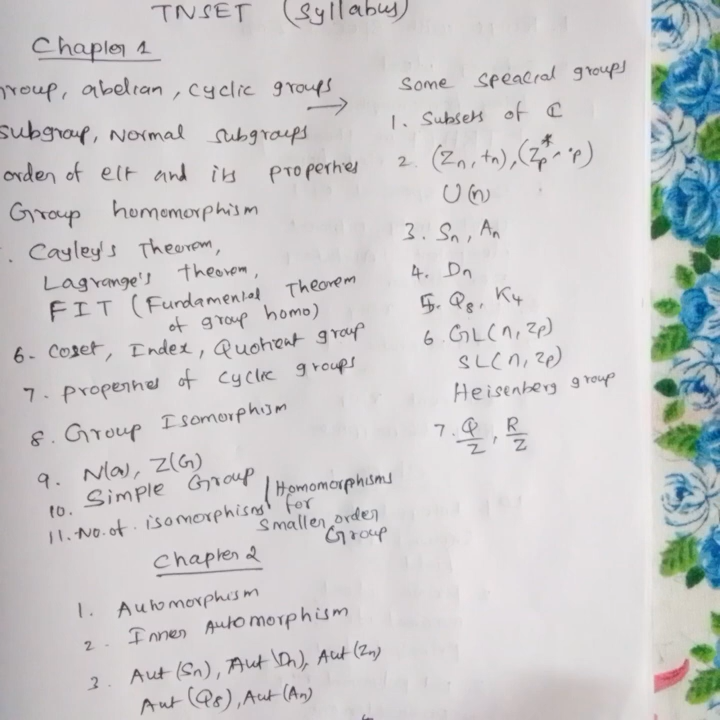 TNSET (Syllabus)
Chapter 1
group, abelian, cyclic groups
subgroup, Normal subgroups
order of elt and its properties
Group homomorphism
. Cayley's Theorem,
Lagrange's theorem,
FIT (Fundamental Theorem
of group homo)
6- Coset, Index, Quotient group
7. properties of cyclic groups
8. Group Isomorphism
9. N(a), Z(G)
10. Simple Group
11. No. of isomorphisms / Homomorphisms for
Smaller order
Group
→ Some speacial groups
1. Subsets of ℂ
2. (Zn, +n), (Zp*, ·p)
U(n)
3. Sn, An
4. Dn
5. Q8, K4
6. GL(n, Zp)
SL(n, Zp)
Heisenberg group
7. Q/Z, R/Z
Chapter 2
1. Automorphism
2. Inner Automorphism
3. Aut(Sn), Aut(Dn), Aut(Zn)
Aut(Q8), Aut(An)